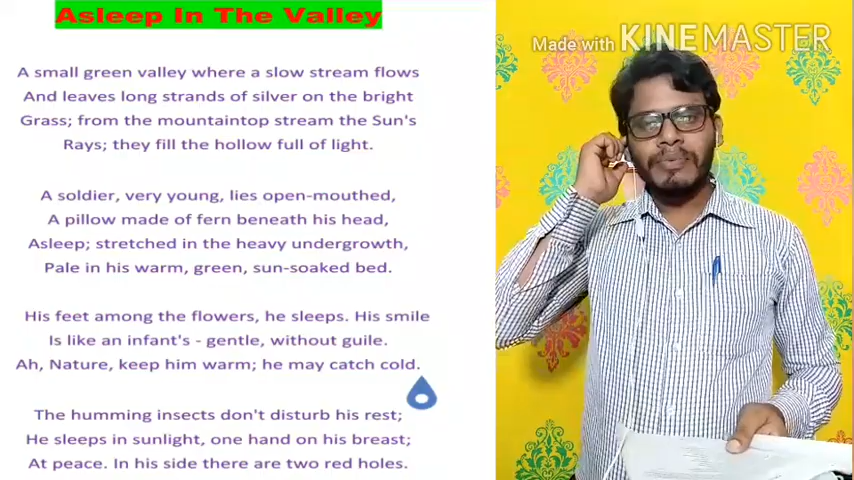 Asleep In The Valley
Made with KINEMASTER
A small green valley where a slow stream flows
And leaves long strands of silver on the bright
Grass; from the mountaintop stream the Sun's
Rays; they fill the hollow full of light.
A soldier, very young, lies open-mouthed,
A pillow made of fern beneath his head,
Asleep; stretched in the heavy undergrowth,
Pale in his warm, green, sun-soaked bed.
His feet among the flowers, he sleeps. His smile
Is like an infant's - gentle, without guile.
Ah, Nature, keep him warm; he may catch cold.
The humming insects don't disturb his rest;
He sleeps in sunlight, one hand on his breast;
At peace. In his side there are two red holes.